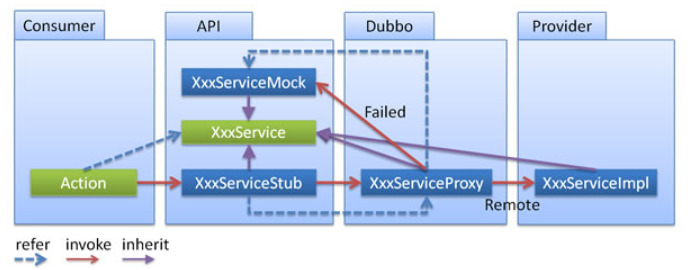 Consumer
API
Dubbo
Provider
XxxServiceMock
Failed
XxxService
Action
XxxServiceStub
XxxServiceProxy
XxxServiceImpl
Remote
refer
invoke
inherit